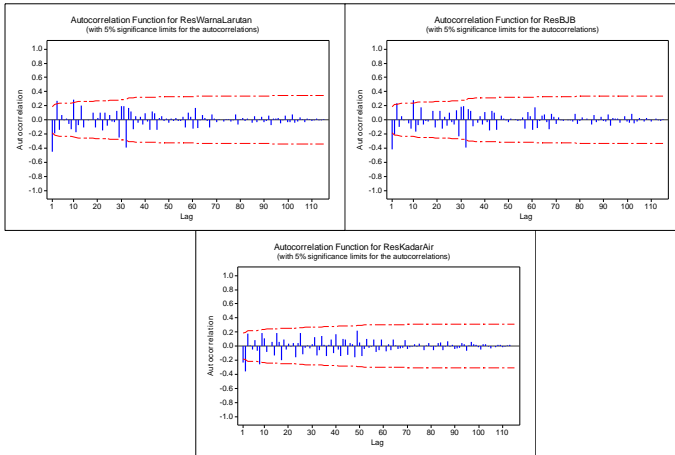 Autocorrelation Function for ResWarnaLarutan
(with 5% significance limits for the autocorrelations)
1.0
0.8
0.6
0.4
0.2
0.0
-0.2
-0.4
-0.6
-0.8
-1.0
Autocorrelation
1 10 20 30 40 50 60 70 80 90 100 110
Lag
Autocorrelation Function for ResBJB
(with 5% significance limits for the autocorrelations)
1.0
0.8
0.6
0.4
0.2
0.0
-0.2
-0.4
-0.6
-0.8
-1.0
Autocorrelation
1 10 20 30 40 50 60 70 80 90 100 110
Lag
Autocorrelation Function for ResKadarAir
(with 5% significance limits for the autocorrelations)
1.0
0.8
0.6
0.4
0.2
0.0
-0.2
-0.4
-0.6
-0.8
-1.0
Autocorrelation
1 10 20 30 40 50 60 70 80 90 100 110
Lag